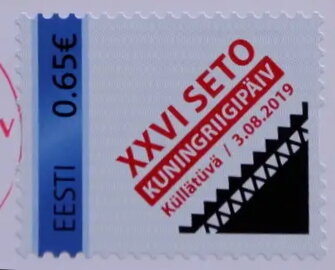 EESTI 0.65€
XXVI SETO
KUNINGRIIGIPÄIV
Küllätüvä / 3.08.2019